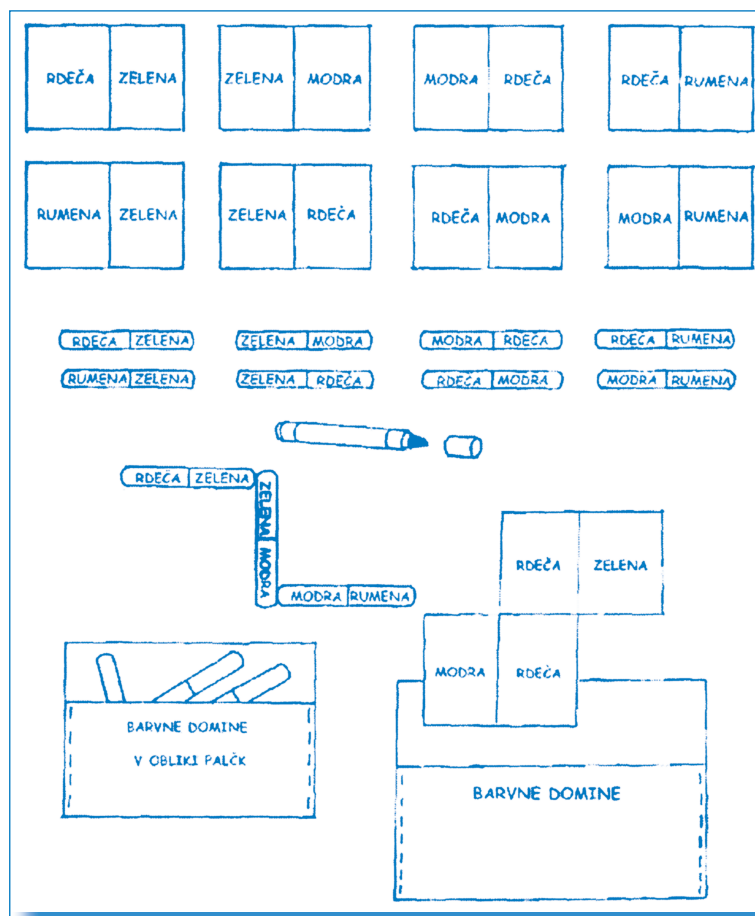 RDEČA ZELENA ZELENA MODRA MODRA RDEČA RDEČA RUMENA
RUMENA ZELENA ZELENA RDEČA RDEČA MODRA MODRA RUMENA
RDEČA ZELENA ZELENA MODRA MODRA RDEČA RDEČA RUMENA
RUMENA ZELENA ZELENA RDEČA RDEČA MODRA MODRA RUMENA
RDEČA ZELENA
ZELENA MODRA
MODRA RUMENA
RDEČA ZELENA
MODRA RDEČA
BARVNE DOMINE
V OBLIKI PALČK
BARVNE DOMINE